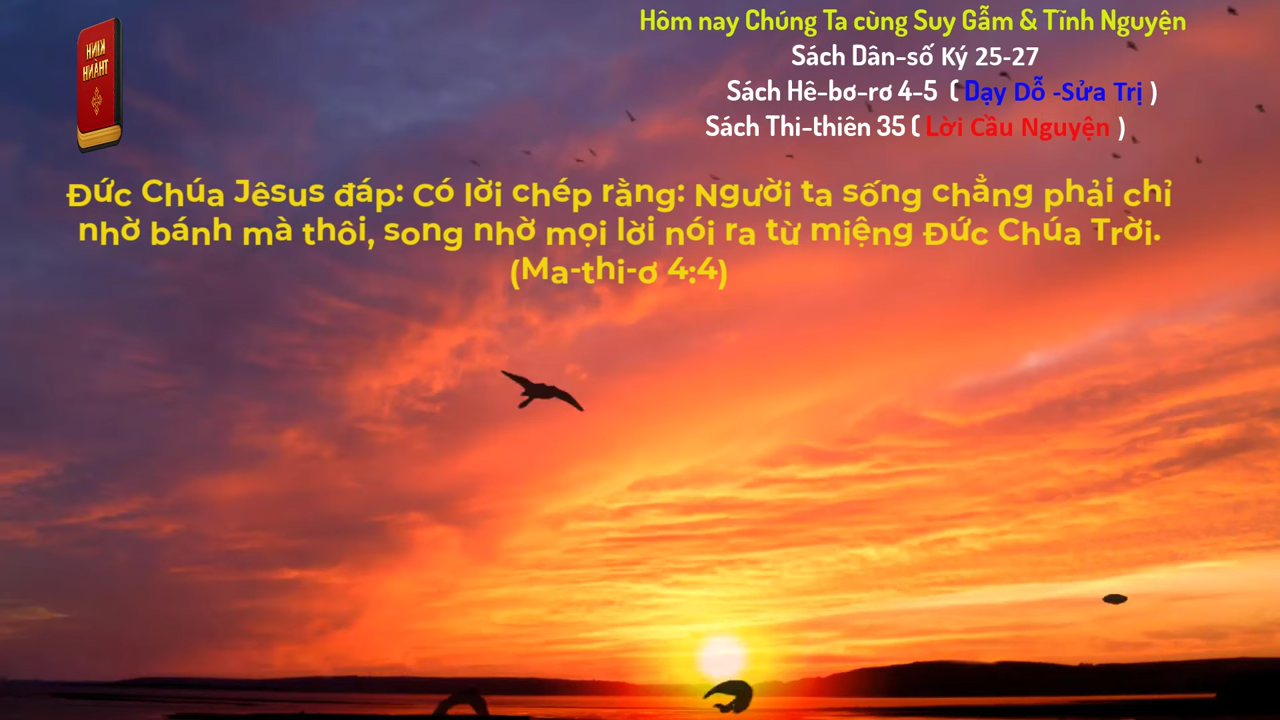 KINH
THÁNH
Hôm nay Chúng Ta cùng Suy Gẫm & Tĩnh Nguyện
Sách Dân-số Ký 25-27
Sách Hê-bơ-rơ 4-5 ( Dạy Dỗ -Sửa Trị )
Sách Thi-thiên 35 ( Lời Cầu Nguyện )
Đức Chúa Jêsus đáp: Có lời chép rằng: Người ta sống chẳng phải chỉ
nhờ bánh mà thôi, song nhờ mọi lời nói ra từ miệng Đức Chúa Trời.
(Ma-thi-ơ 4:4)